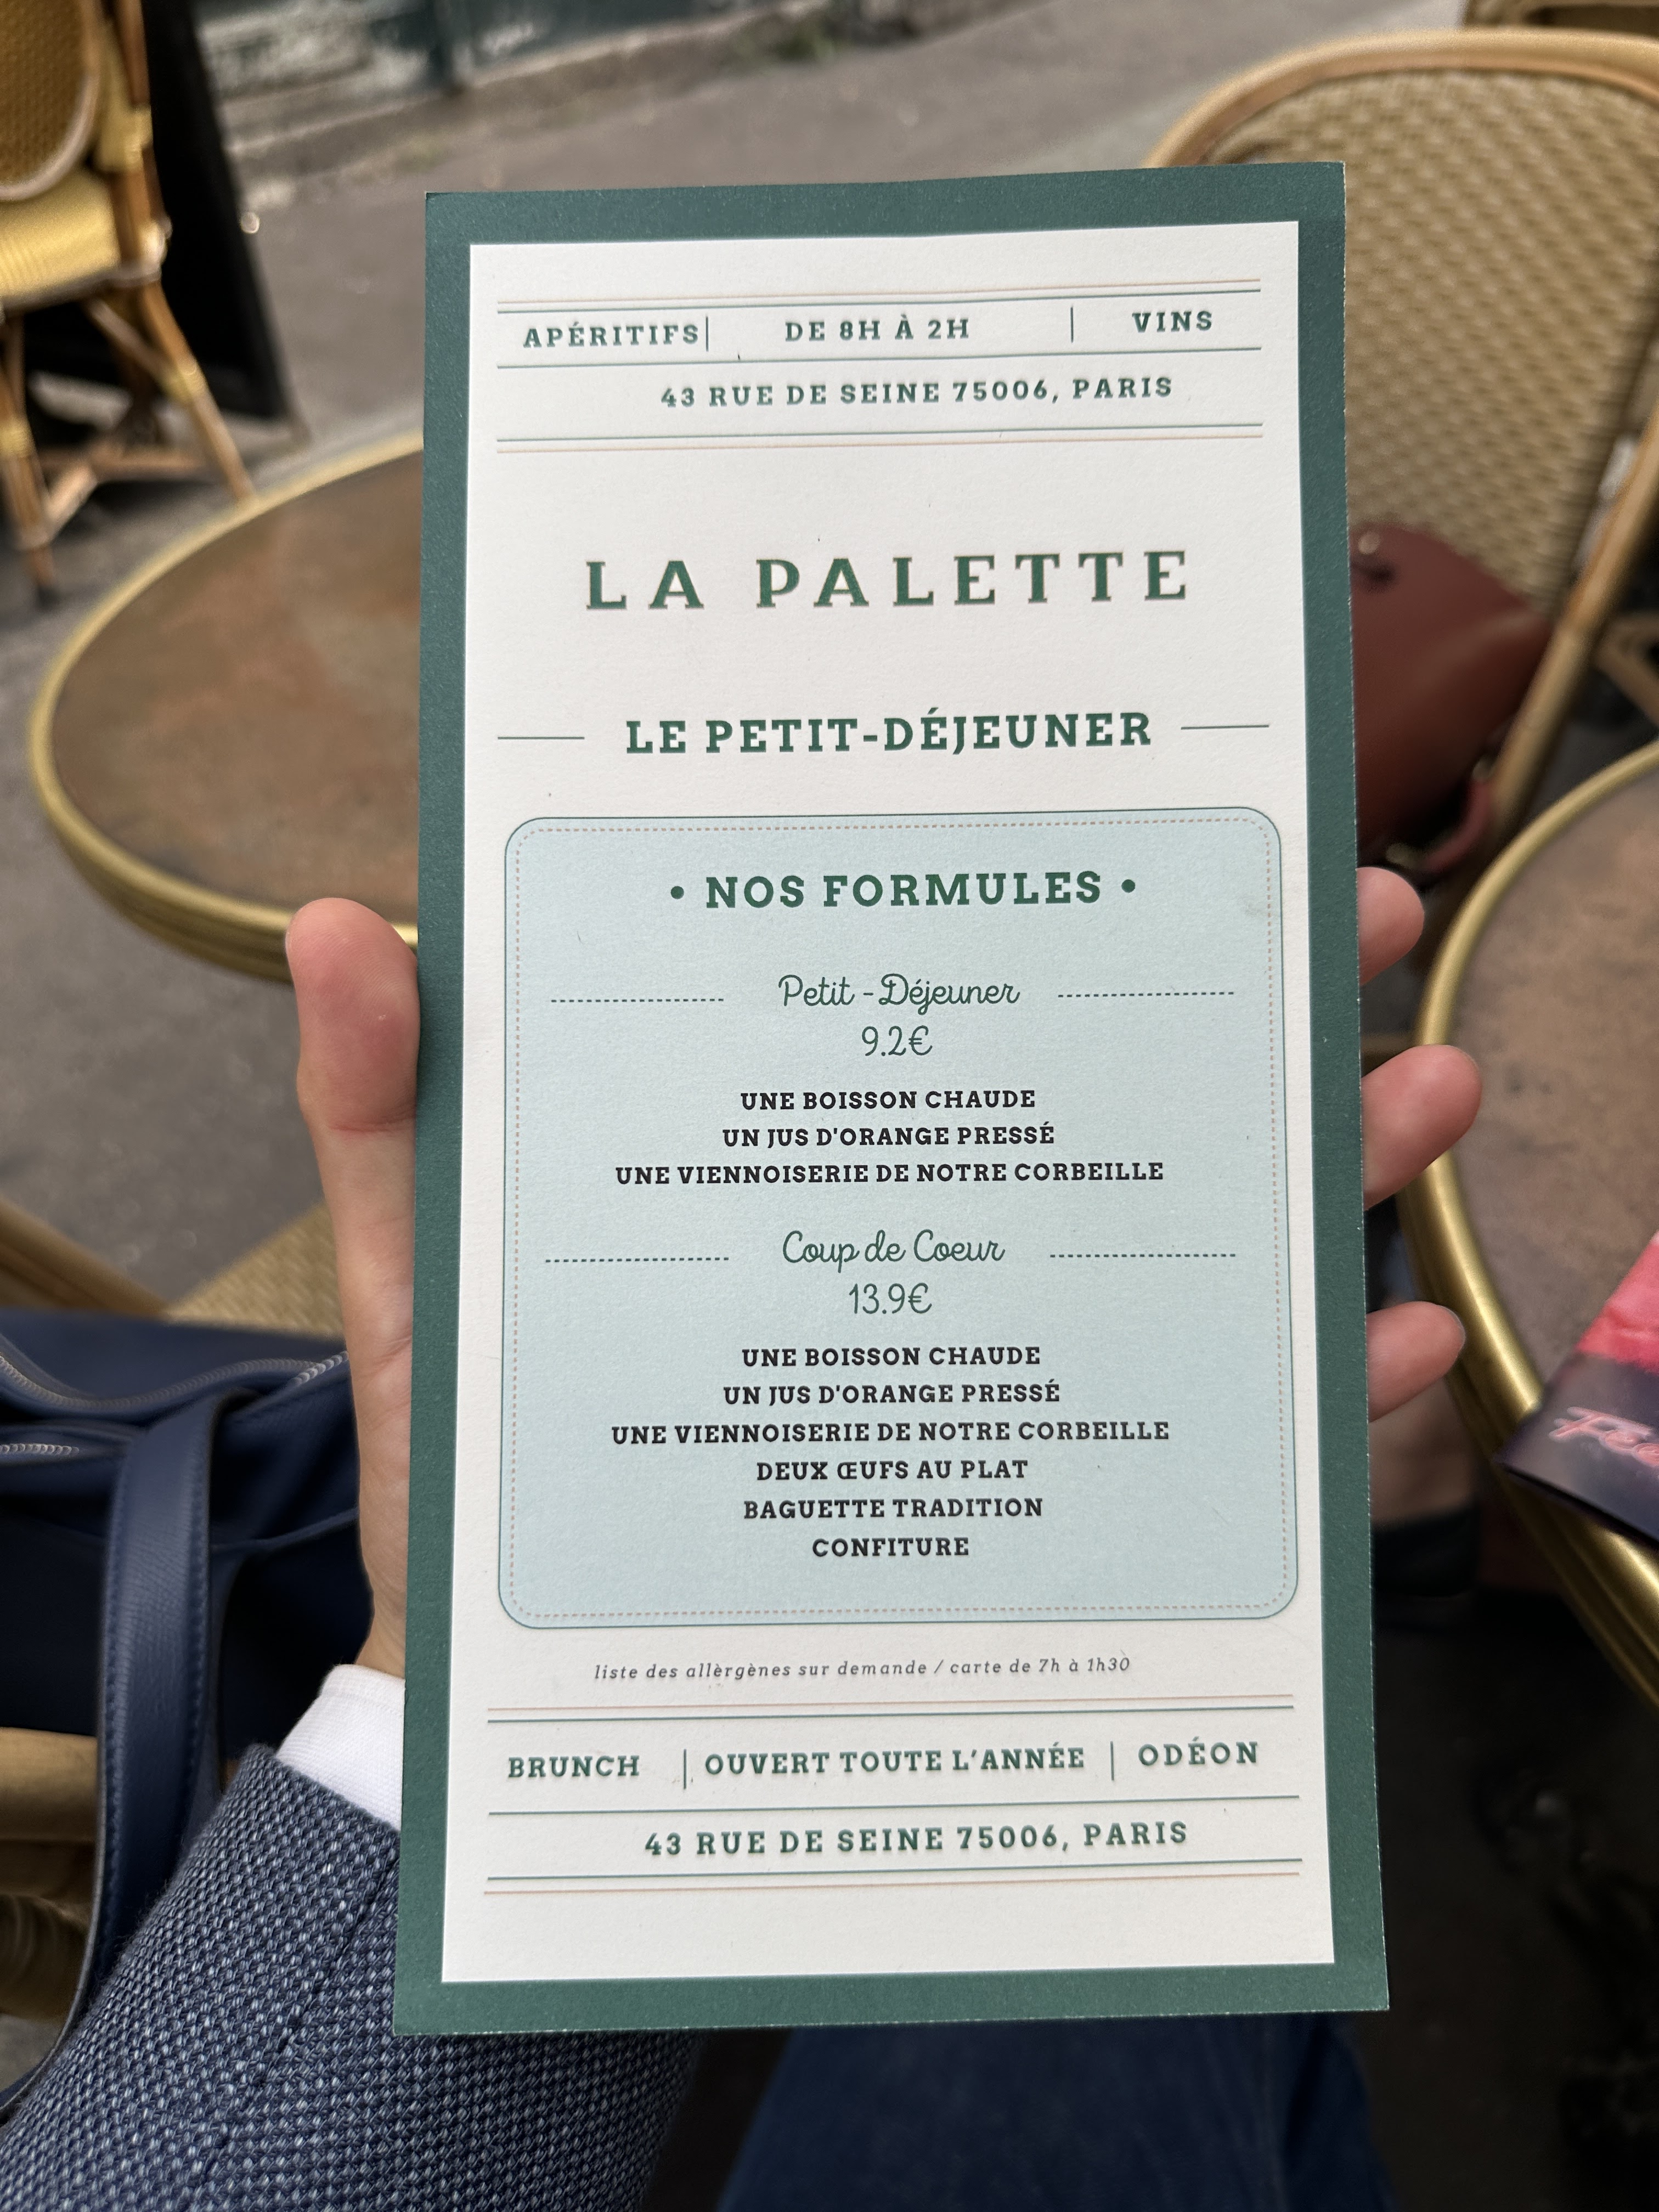 APÉRITIFS| DE 8H À 2H | VINS
43 RUE DE SEINE 75006, PARIS
LA PALETTE
LE PETIT-DÉJEUNER
• NOS FORMULES •
Petit-Déjeuner
9.2€
UNE BOISSON CHAUDE
UN JUS D'ORANGE PRESSÉ
UNE VIENNOISERIE DE NOTRE CORBEILLE
Coup de Coeur
13.9€
UNE BOISSON CHAUDE
UN JUS D'ORANGE PRESSÉ
UNE VIENNOISERIE DE NOTRE CORBEILLE
DEUX ŒUFS AU PLAT
BAGUETTE TRADITION
CONFITURE
liste des allèrgènes sur demande / carte de 7h à 1h30
BRUNCH | OUVERT TOUTE L'ANNÉE | ODÉON
43 RUE DE SEINE 75006, PARIS